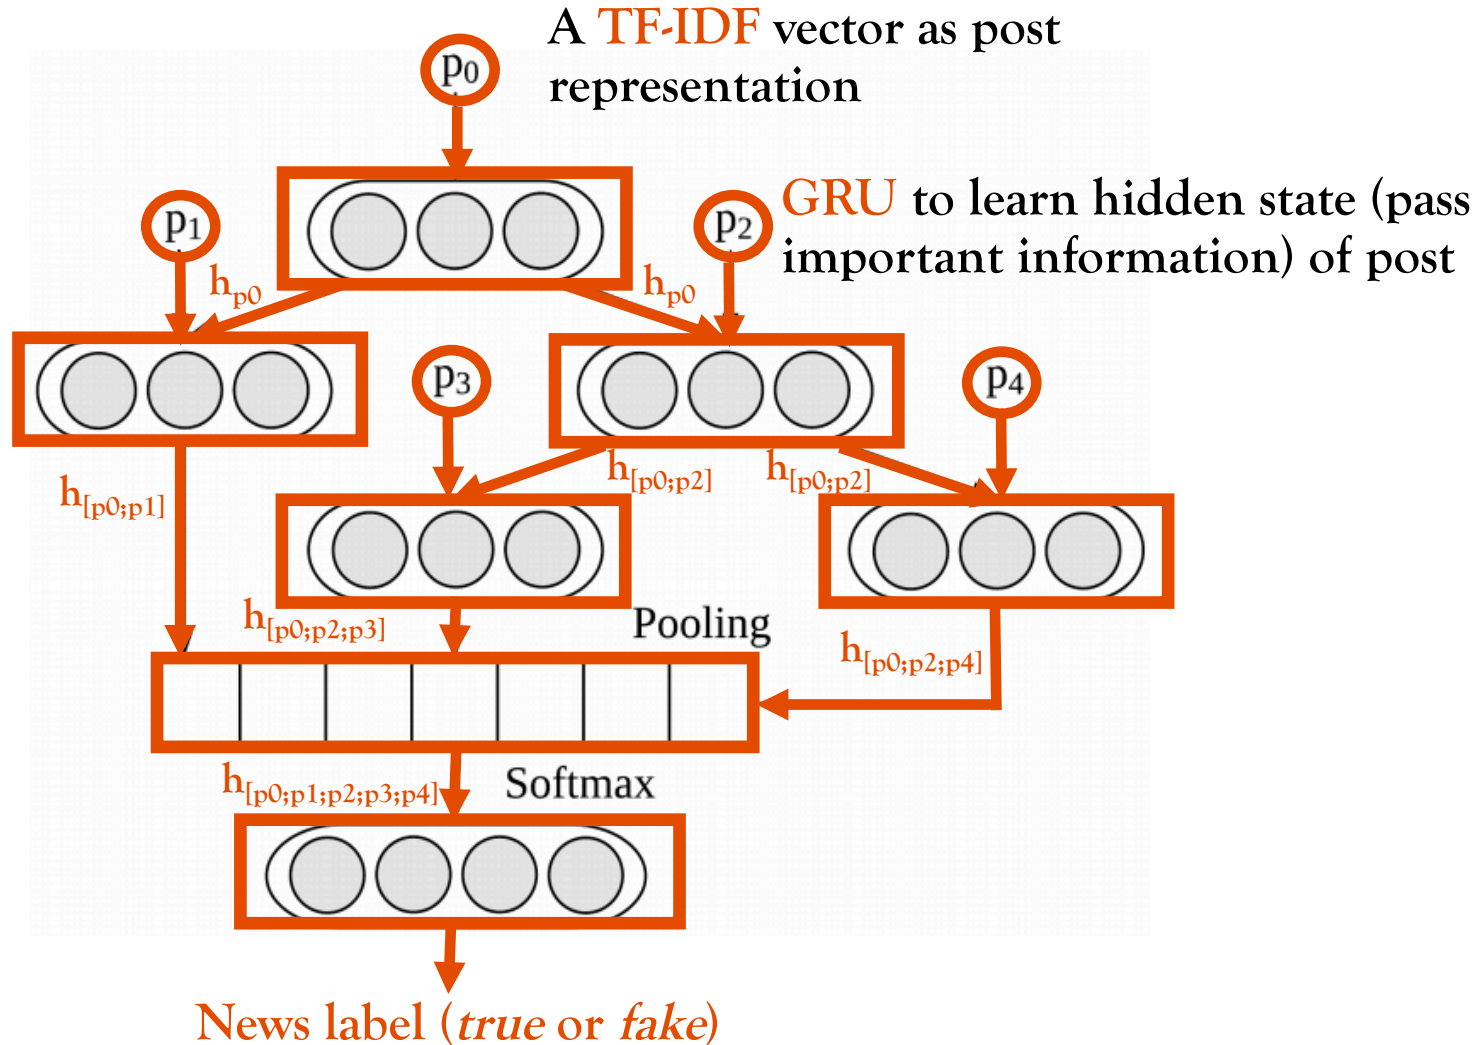 A TF-IDF vector as post
representation
p0
GRU to learn hidden state (pass
important information) of post
p1
p2
hp0
hp0
p3
p4
h[p0;p2]
h[p0;p2]
h[p0;p1]
h[p0;p2;p3]
Pooling
h[p0;p2;p4]
h[p0;p1;p2;p3;p4]
Softmax
News label (true or fake)